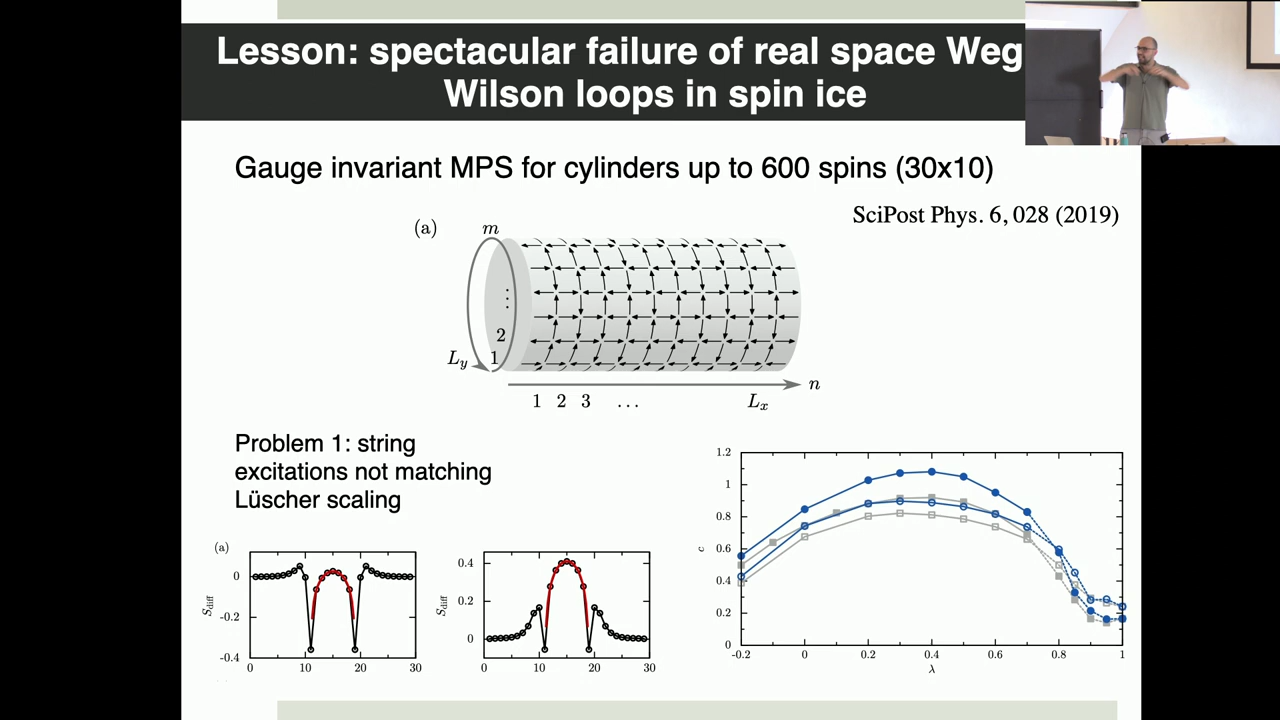 Lesson: spectacular failure of real space Weg
Wilson loops in spin ice
Gauge invariant MPS for cylinders up to 600 spins (30x10)
SciPost Phys. 6, 028 (2019)
(a)
m
⋮
2
L_y 1
n
1 2 3 … L_x
Problem 1: string
excitations not matching
Lüscher scaling
(a)
S_diff
0
-0.2
-0.4
0 10 20 30
S_diff
0.4
0.2
0
0 10 20 30
c
1.2
1
0.8
0.6
0.4
0.2
0
-0.2 0 0.2 0.4 0.6 0.8 1
λ